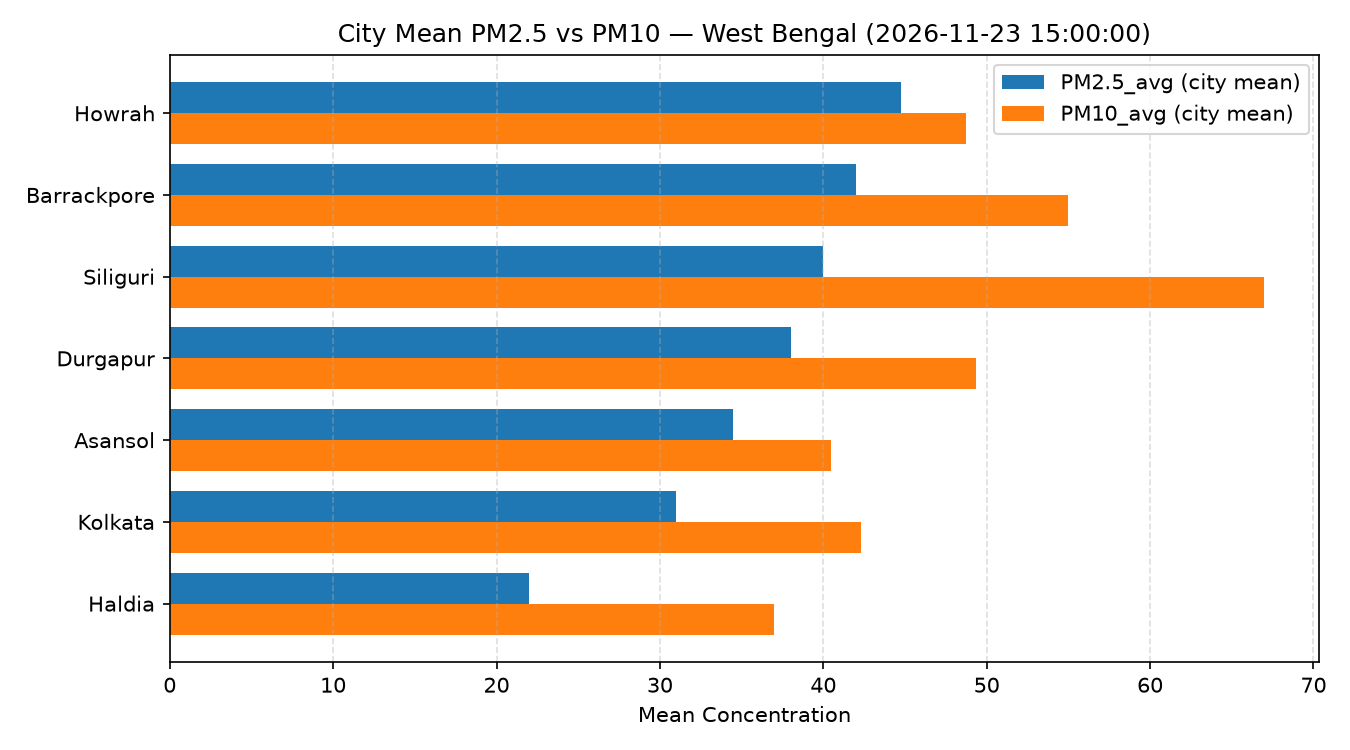 City Mean PM2.5 vs PM10 — West Bengal (2026-11-23 15:00:00)
PM2.5_avg (city mean)
PM10_avg (city mean)
Howrah
Barrackpore
Siliguri
Durgapur
Asansol
Kolkata
Haldia
0 10 20 30 40 50 60 70
Mean Concentration